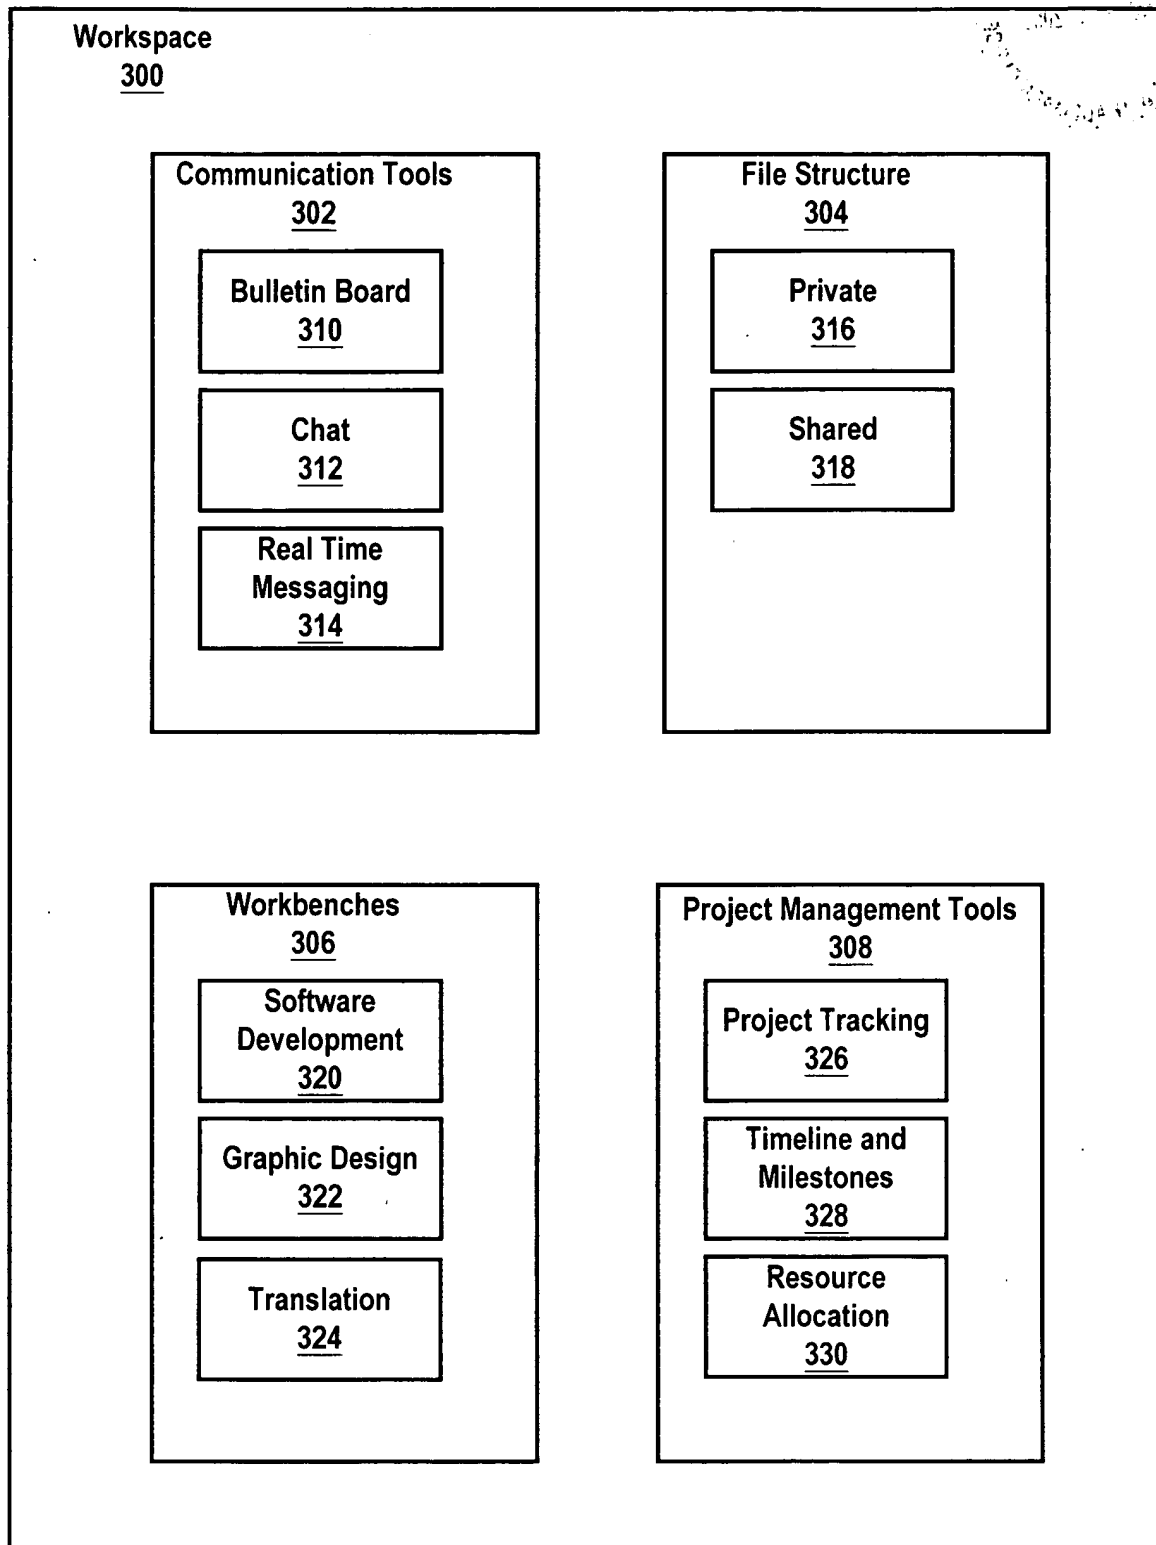 Workspace
300
Communication Tools
302
Bulletin Board
310
Chat
312
Real Time
Messaging
314
File Structure
304
Private
316
Shared
318
Workbenches
306
Software
Development
320
Graphic Design
322
Translation
324
Project Management Tools
308
Project Tracking
326
Timeline and
Milestones
328
Resource
Allocation
330